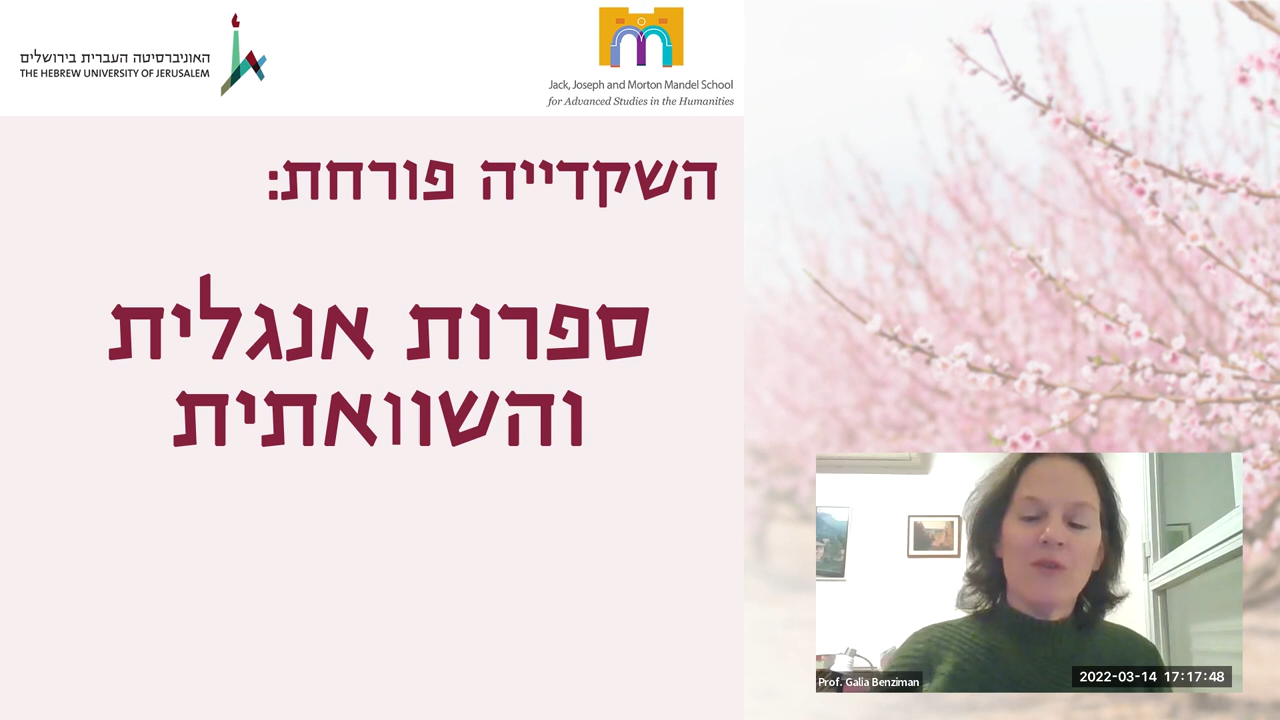 האוניברסיטה העברית בירושלים
THE HEBREW UNIVERSITY OF JERUSALEM
Jack, Joseph and Morton Mandel School
for Advanced Studies in the Humanities
השקדייה פורחת:
ספרות אנגלית
והשוואתית
Prof. Galia Benziman
2022-03-14 17:17:48